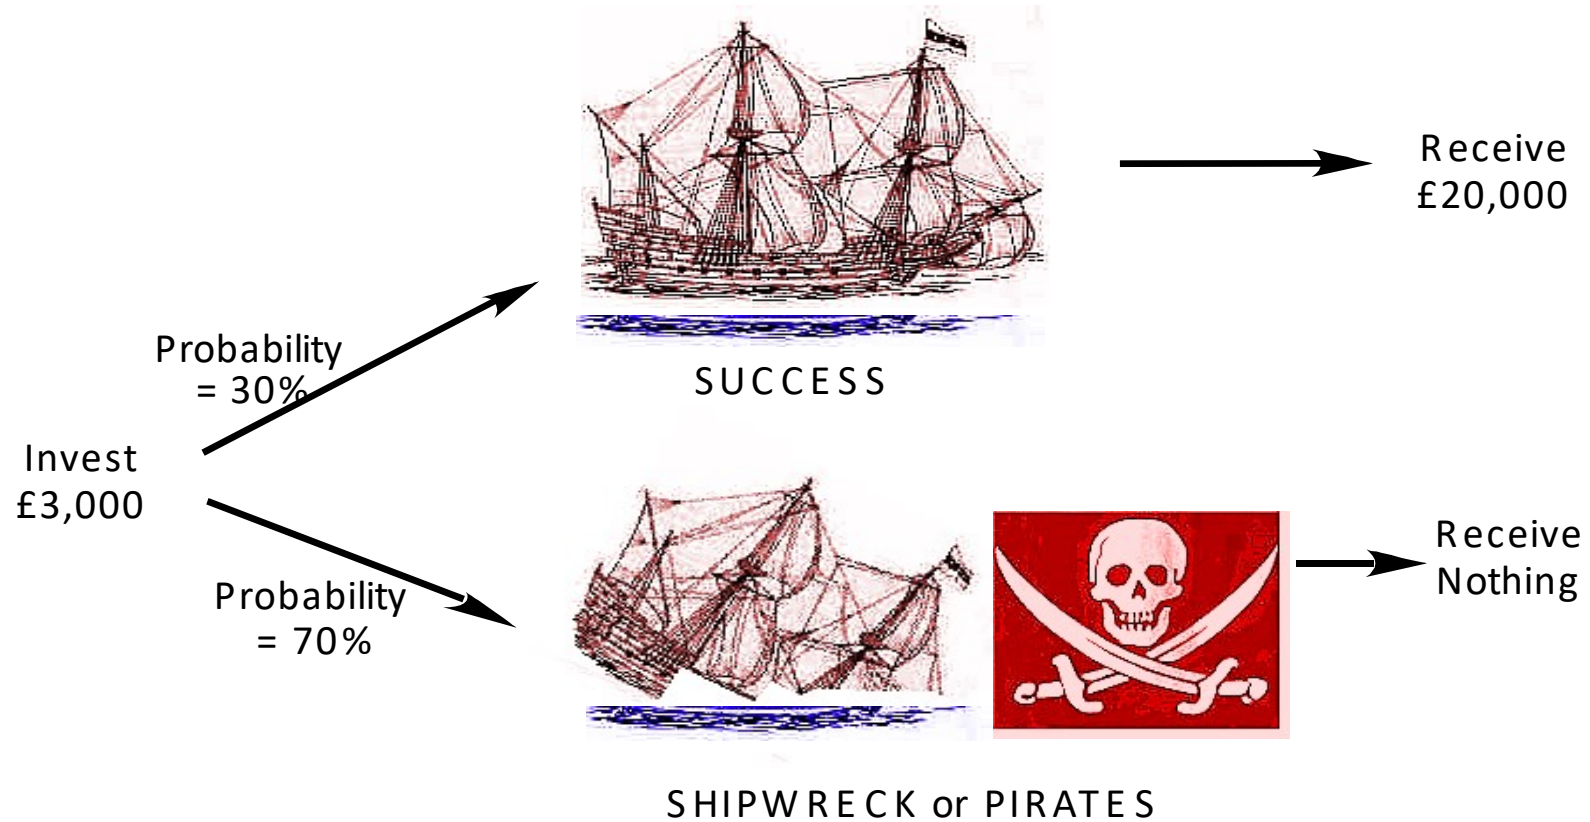 Invest
£3,000
Probability
= 30%
SUCCESS
Receive
£20,000
Probability
= 70%
SHIPWRECK or PIRATES
Receive
Nothing